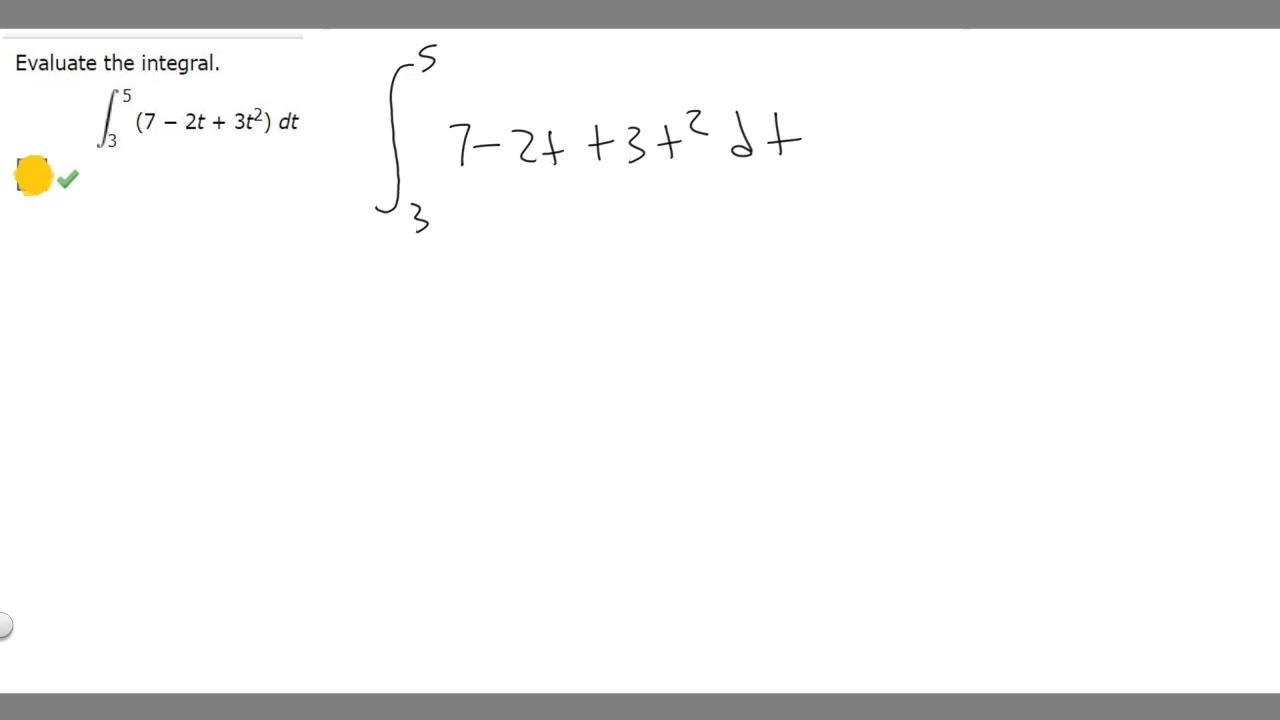 Evaluate the integral.
∫₃⁵ (7 − 2t + 3t²) dt
∫₃⁵ 7-2t +3t² dt